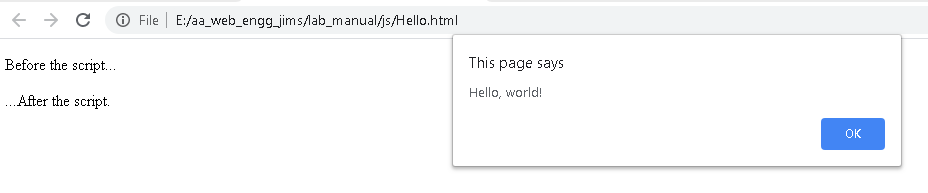 File | E:/aa_web_engg_jims/lab_manual/js/Hello.html
Before the script...
...After the script.
This page says
Hello, world!
OK